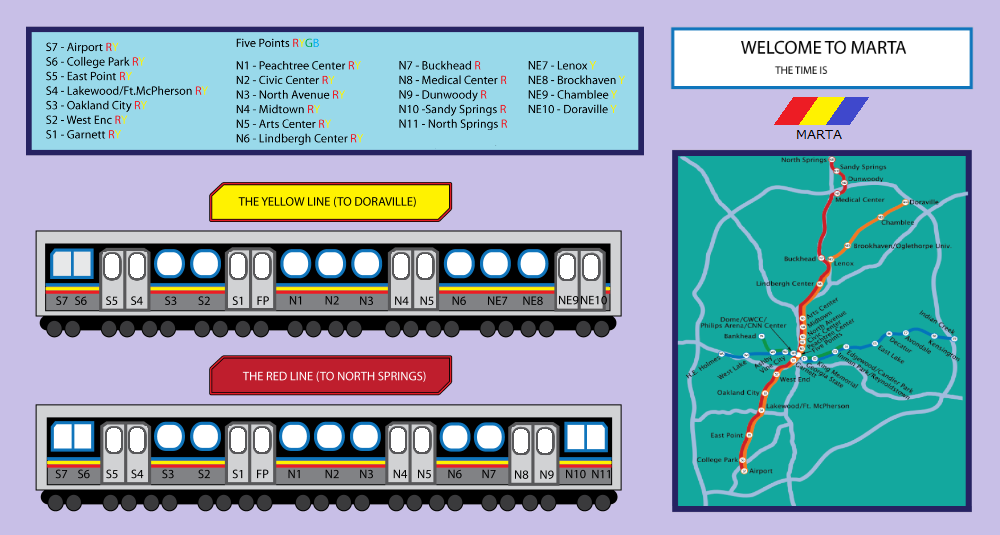 S7 - Airport RY
S6 - College Park RY
S5 - East Point RY
S4 - Lakewood/Ft.McPherson RY
S3 - Oakland City RY
S2 - West Enc RY
S1 - Garnett RY
Five Points RYGB
N1 - Peachtree Center RY
N2 - Civic Center RY
N3 - North Avenue RY
N4 - Midtown RY
N5 - Arts Center RY
N6 - Lindbergh Center RY
N7 - Buckhead R
N8 - Medical Center R
N9 - Dunwoody R
N10 -Sandy Springs R
N11 - North Springs R
NE7 - Lenox Y
NE8 - Brockhaven Y
NE9 - Chamblee Y
NE10 - Doraville Y
WELCOME TO MARTA
THE TIME IS
MARTA
THE YELLOW LINE (TO DORAVILLE)
S7 S6 S5 S4 S3 S2 S1 FP N1 N2 N3 N4 N5 N6 NE7 NE8 NE9 NE10
THE RED LINE (TO NORTH SPRINGS)
S7 S6 S5 S4 S3 S2 S1 FP N1 N2 N3 N4 N5 N6 N7 N8 N9 N10 N11
North Springs
Sandy Springs
Dunwoody
Medical Center
Doraville
Chamblee
Brookhaven/Oglethorpe Univ.
Buckhead
Lenox
Lindbergh Center
Arts Center
Midtown
North Avenue
Civic Center
Peachtree Center
Five Points
Dome/GWCC/
Philips Arena/CNN Center
Bankhead
Ashby
Vine City
West Lake
H.E. Holmes
Georgia State
King Memorial
Inman Park/Reynoldstown
Edgewood/Candler Park
East Lake
Decatur
Avondale
Kensington
Indian Creek
West End
Oakland City
Lakewood/Ft. McPherson
East Point
College Park
Airport